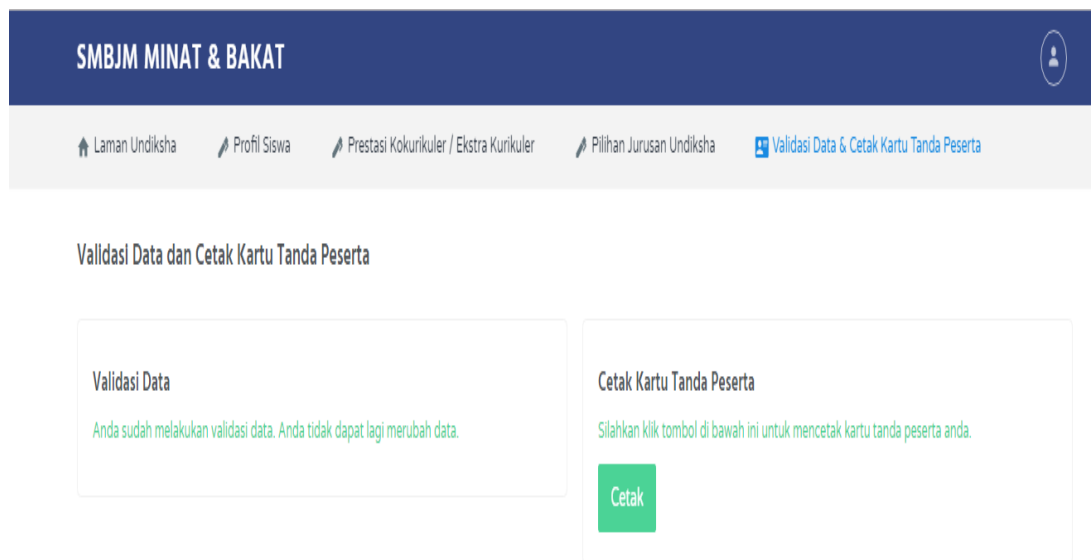 SMBJM MINAT & BAKAT
Laman Undiksha
Profil Siswa
Prestasi Kokurikuler / Ekstra Kurikuler
Pilihan Jurusan Undiksha
Validasi Data & Cetak Kartu Tanda Peserta
Validasi Data dan Cetak Kartu Tanda Peserta
Validasi Data
Anda sudah melakukan validasi data. Anda tidak dapat lagi merubah data.
Cetak Kartu Tanda Peserta
Silahkan klik tombol di bawah ini untuk mencetak kartu tanda peserta anda.
Cetak